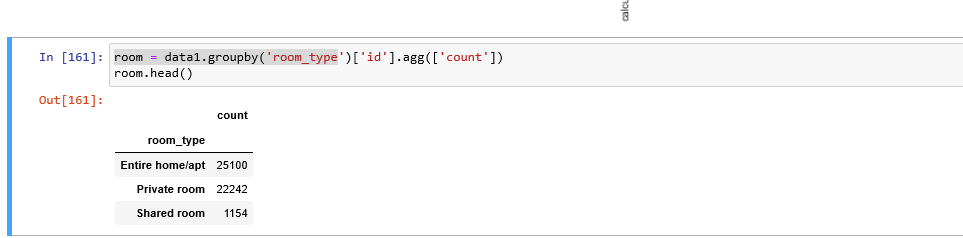 calcu
In [161]: room = data1.groupby('room_type')['id'].agg(['count'])
room.head()
Out[161]:
count
room_type
Entire home/apt 25100
Private room 22242
Shared room 1154